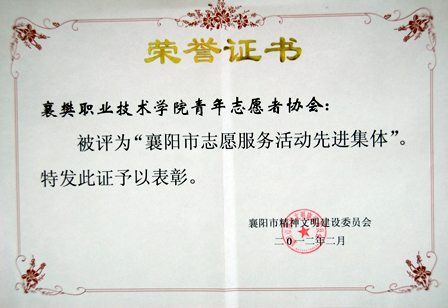 荣誉证书
襄樊职业技术学院青年志愿者协会：
被评为“襄阳市志愿服务活动先进集体”。
特发此证予以表彰。
襄阳市精神文明建设委员会
二〇一二年二月